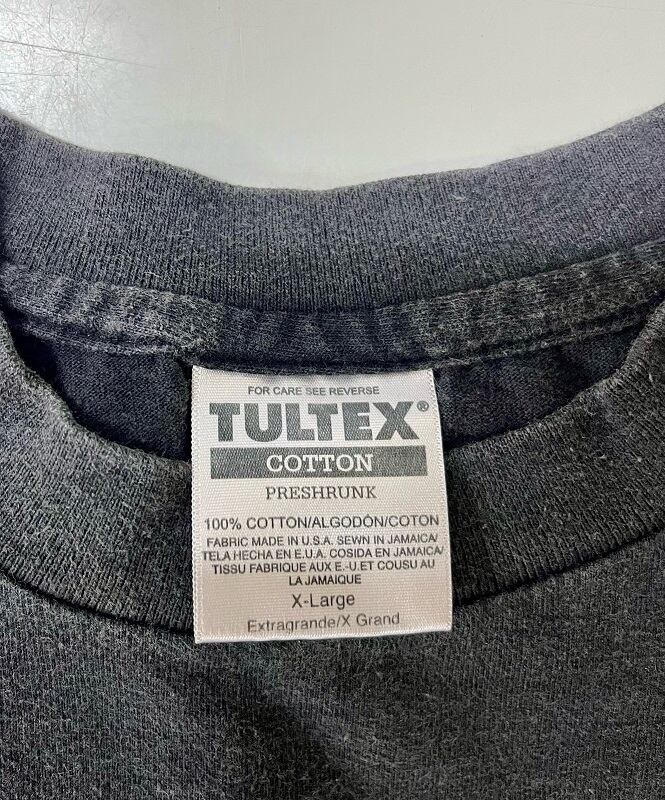 FOR CARE SEE REVERSE
TULTEX®
COTTON
PRESHRUNK
100% COTTON/ALGODÓN/COTON
FABRIC MADE IN U.S.A. SEWN IN JAMAICA/
TELA HECHA EN E.U.A. COSIDA EN JAMAICA/
TISSU FABRIQUE AUX E.-U.ET COUSU AU
LA JAMAIQUE
X-Large
Extragrande/X Grand